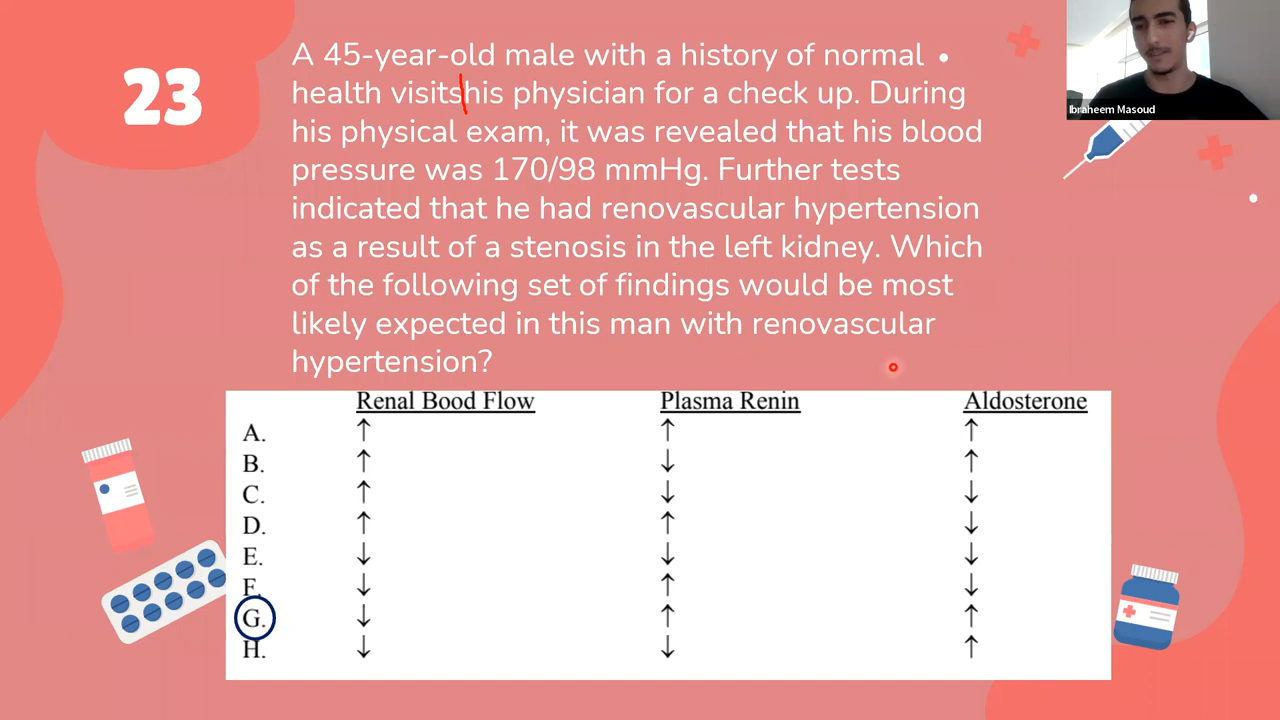 23
A 45-year-old male with a history of normal •
health visits his physician for a check up. During
his physical exam, it was revealed that his blood
pressure was 170/98 mmHg. Further tests
indicated that he had renovascular hypertension
as a result of a stenosis in the left kidney. Which
of the following set of findings would be most
likely expected in this man with renovascular
hypertension?
Ibraheem Masoud
Renal Bood Flow Plasma Renin Aldosterone
A. ↑ ↑ ↑
B. ↑ ↓ ↑
C. ↑ ↓ ↓
D. ↑ ↑ ↓
E. ↓ ↓ ↓
F. ↓ ↑ ↓
G. ↓ ↑ ↑
H. ↓ ↓ ↑